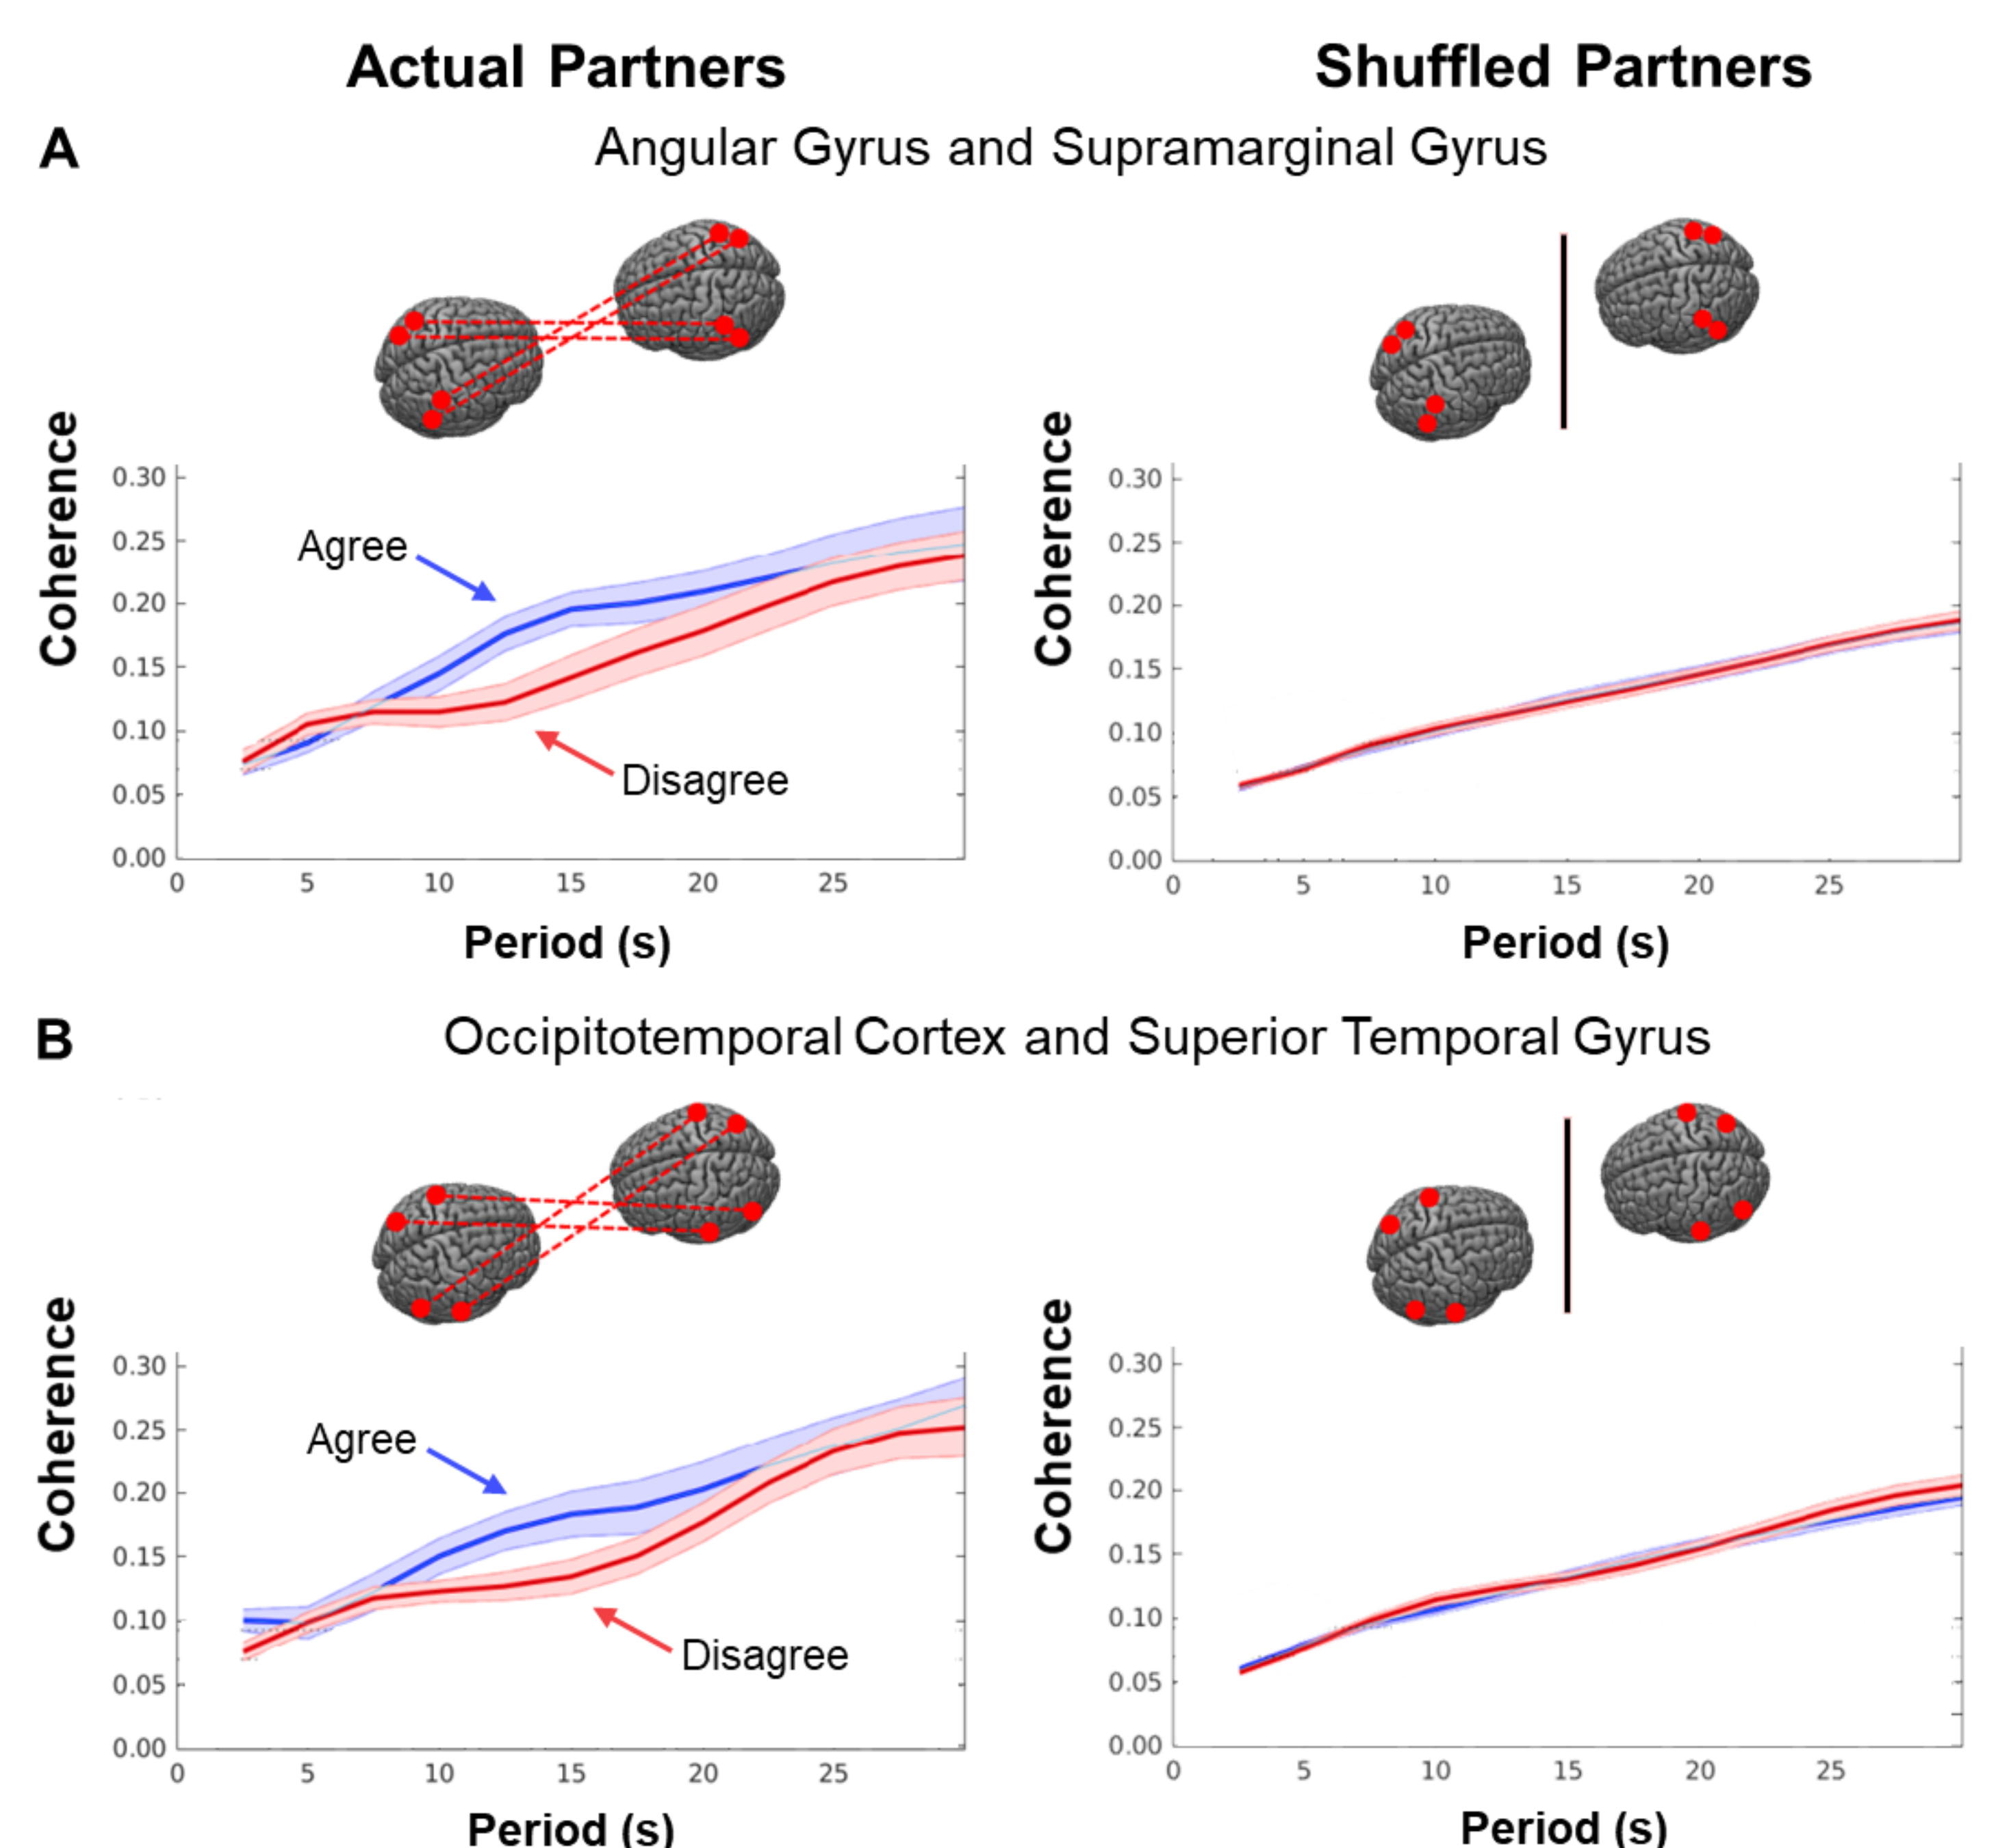 Actual Partners
Shuffled Partners
A
Angular Gyrus and Supramarginal Gyrus
Coherence
0.30
0.25
0.20
0.15
0.10
0.05
0.00
0 5 10 15 20 25
Agree
Disagree
Period (s)
Coherence
0.30
0.25
0.20
0.15
0.10
0.05
0.00
0 5 10 15 20 25
Period (s)
B
Occipitotemporal Cortex and Superior Temporal Gyrus
Coherence
0.30
0.25
0.20
0.15
0.10
0.05
0.00
0 5 10 15 20 25
Agree
Disagree
Period (s)
Coherence
0.30
0.25
0.20
0.15
0.10
0.05
0.00
0 5 10 15 20 25
Period (s)